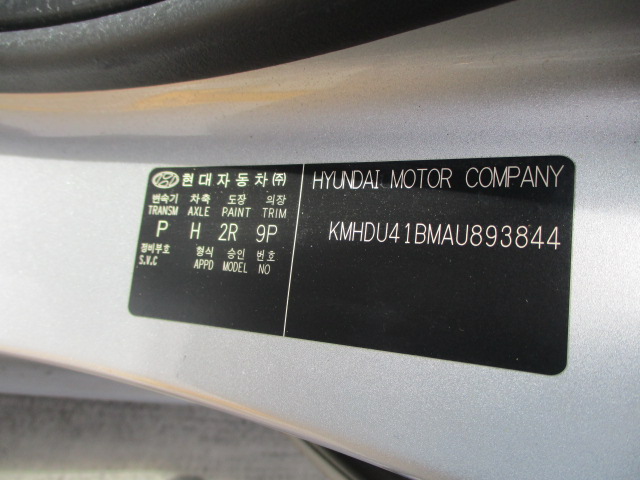 현대자동차(주)
변속기 차축 도장 의장
TRANSM AXLE PAINT TRIM
P H 2R 9P
정비부호 형식 승인 번호
S.V.C APPD MODEL NO
HYUNDAI MOTOR COMPANY
KMHDU41BMAU893844